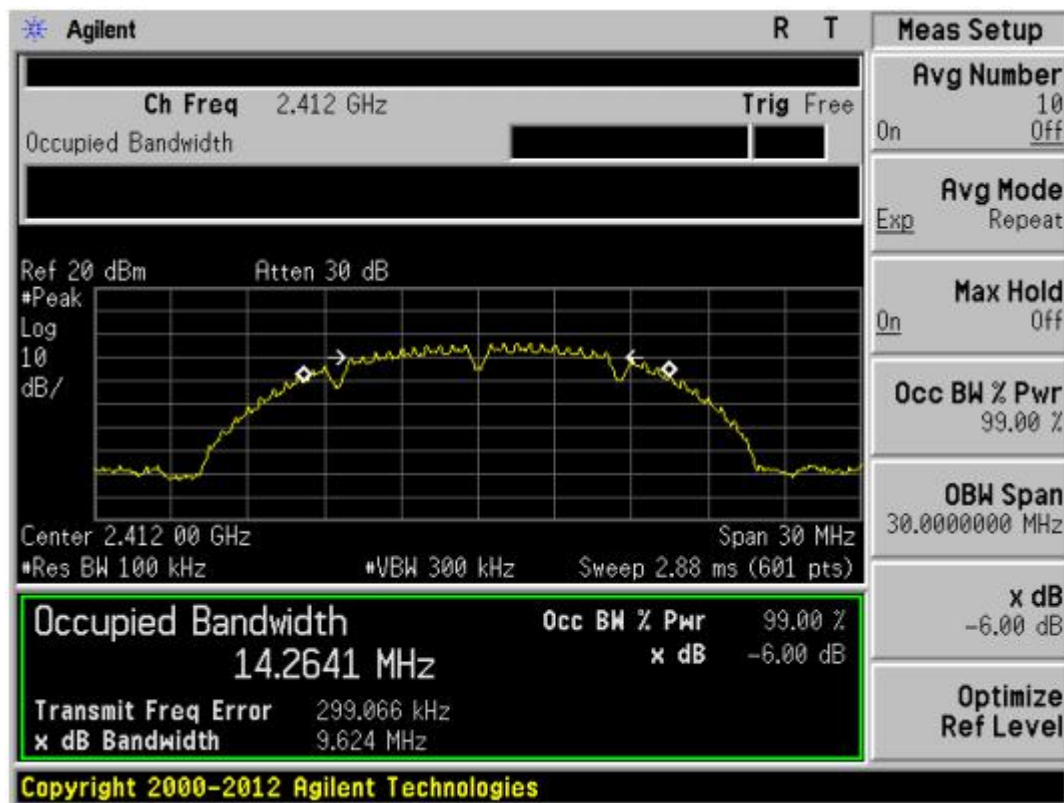 Agilent R T
Ch Freq 2.412 GHz Trig Free
Occupied Bandwidth
Ref 20 dBm Atten 30 dB
#Peak
Log
10
dB/
Center 2.412 00 GHz Span 30 MHz
#Res BW 100 kHz #VBW 300 kHz Sweep 2.88 ms (601 pts)
Occupied Bandwidth Occ BW % Pwr 99.00 %
14.2641 MHz x dB -6.00 dB
Transmit Freq Error 299.066 kHz
x dB Bandwidth 9.624 MHz
Copyright 2000-2012 Agilent Technologies
Meas Setup
Avg Number
10
On Off
Avg Mode
Exp Repeat
Max Hold
On Off
Occ BW % Pwr
99.00 %
OBW Span
30.0000000 MHz
x dB
-6.00 dB
Optimize
Ref Level